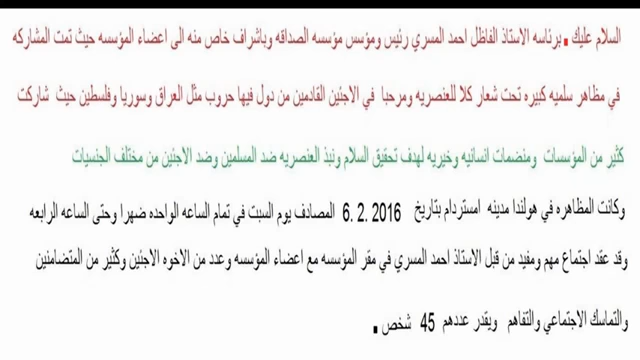 السلام عليك . برئاسه الاستاذ الفاظل احمد المسري رئيس ومؤسس مؤسسه الصداقه وباشراف خاص منه الى اعضاء المؤسسه حيث تمت المشاركه
في مظاهر سلميه كبيره تحت شعار كلا للعنصريه ومرحبا في الاجئين القادمين من دول فيها حروب مثل العراق وسوريا وفلسطين حيث شاركت
كثير من المؤسسات ومنضمات انسانيه وخيريه لهدف تحقيق السلام ونبذ العنصريه ضد المسلمين وضد الاجئين من مختلف الجنسيات
وكانت المظاهره في هولندا مدينه امستردام بتاريخ 2016 .2 .6 المصادف يوم السبت في تمام الساعه الواحده ضهرا وحتى الساعه الرابعه
وقد عقد اجتماع مهم ومفيد من قبل الاستاذ احمد المسري في مقر المؤسسه مع اعضاء المؤسسه وعدد من الاخوه الاجئين وكثير من المتضامنين
والتماسك الاجتماعي والتفاهم ويقدر عددهم 45 شخص .